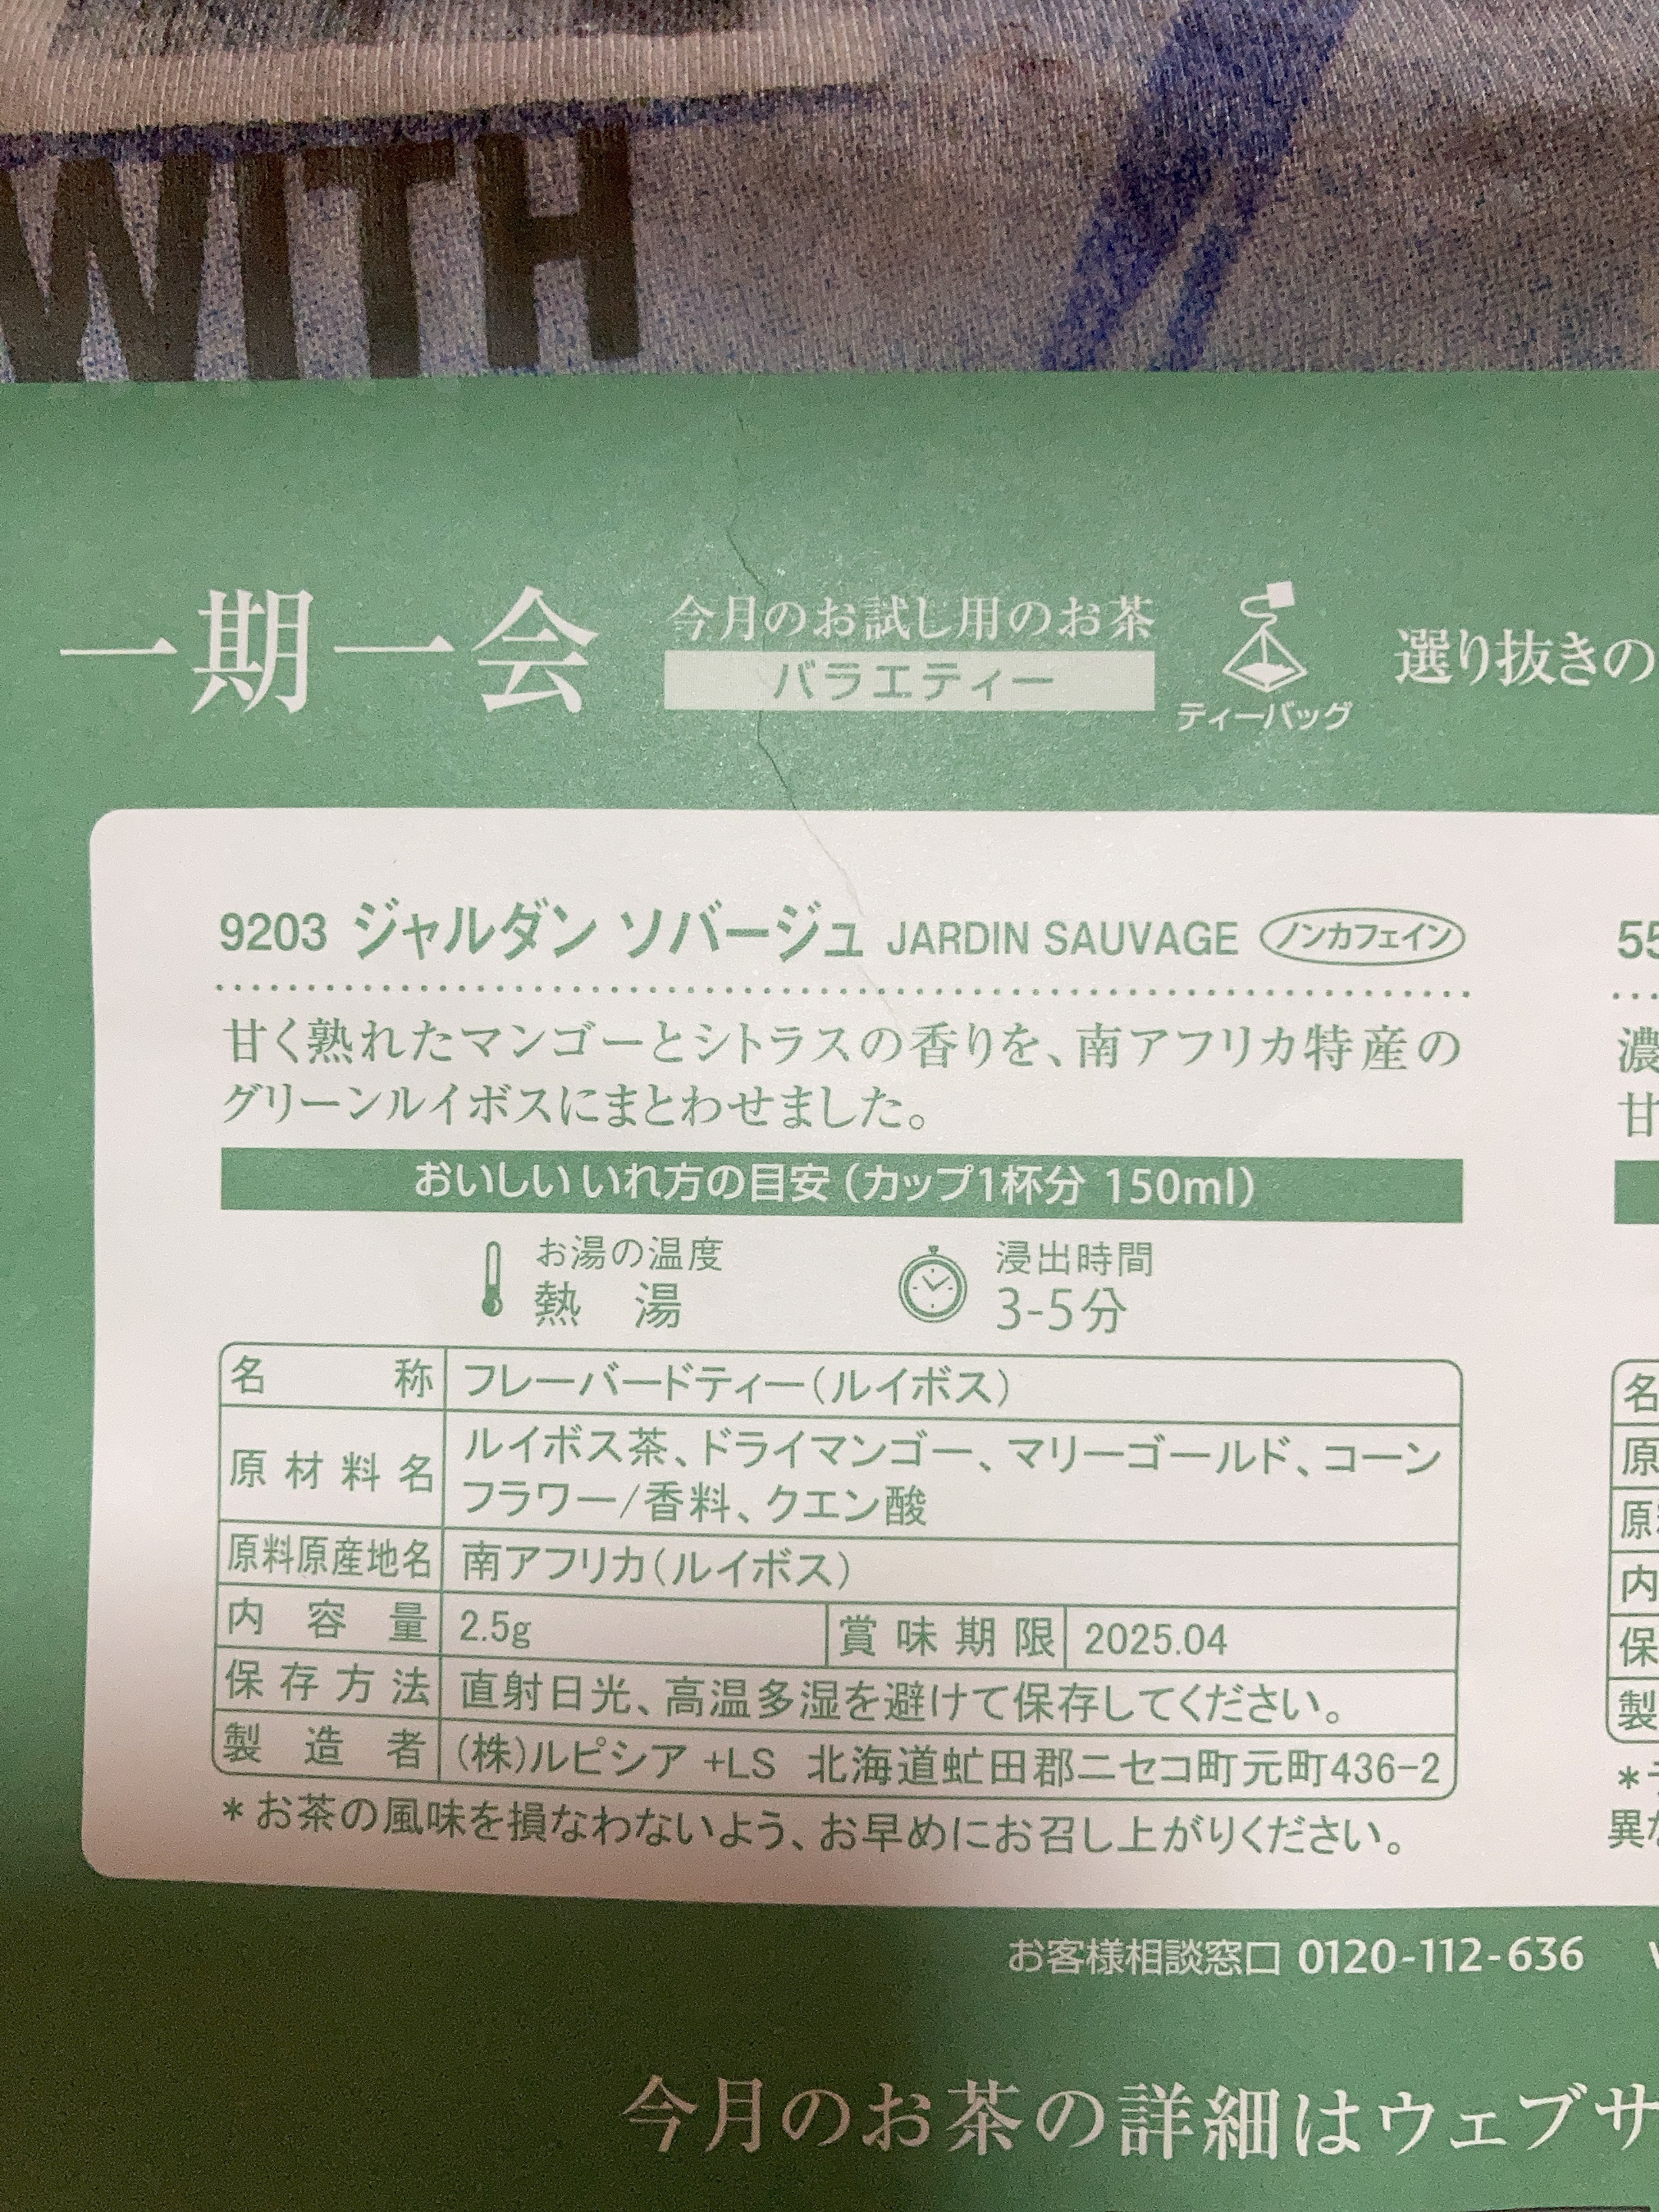 WITH
一期一会
今月のお試し用のお茶
バラエティー
ティーバッグ
選り抜きの
9203 ジャルダン ソバージュ JARDIN SAUVAGE ノンカフェイン
甘く熟れたマンゴーとシトラスの香りを、南アフリカ特産の
グリーンルイボスにまとわせました。
おいしいいれ方の目安（カップ1杯分 150ml）
お湯の温度
熱 湯
浸出時間
3-5分
名称 フレーバードティー（ルイボス）
原材料名 ルイボス茶、ドライマンゴー、マリーゴールド、コーン
フラワー/香料、クエン酸
原料原産地名 南アフリカ（ルイボス）
内容量 2.5g 賞味期限 2025.04
保存方法 直射日光、高温多湿を避けて保存してください。
製造者 (株)ルピシア +LS 北海道虻田郡ニセコ町元町436-2
＊お茶の風味を損なわないよう、お早めにお召し上がりください。
55
濃
甘
名
原
原
内
保
製
異な
お客様相談窓口 0120-112-636
今月のお茶の詳細はウェブサ